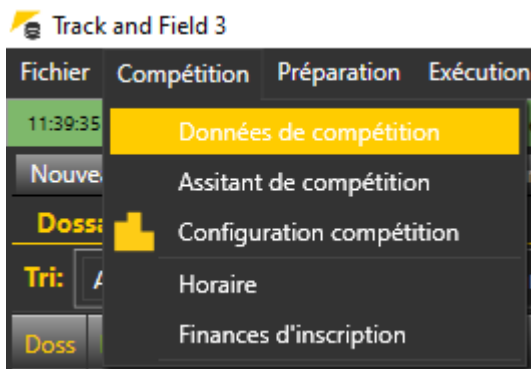 Track and Field 3
Fichier Compétition Préparation Exécution
11:39:35 Données de compétition
Nouve Assitant de compétition
Doss
Configuration compétition
Tri: Horaire
Doss Finances d'inscription